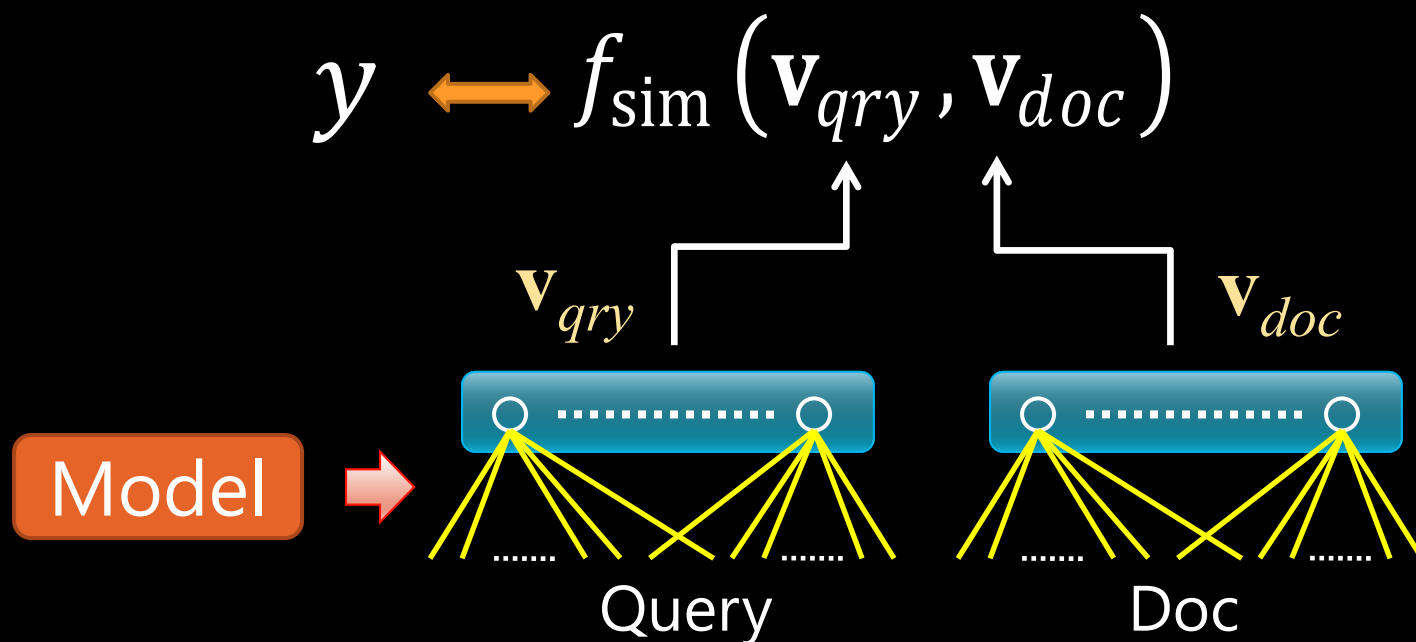 y ⟺ f_sim (v_qry , v_doc)
v_qry
v_doc
Model
Query
Doc